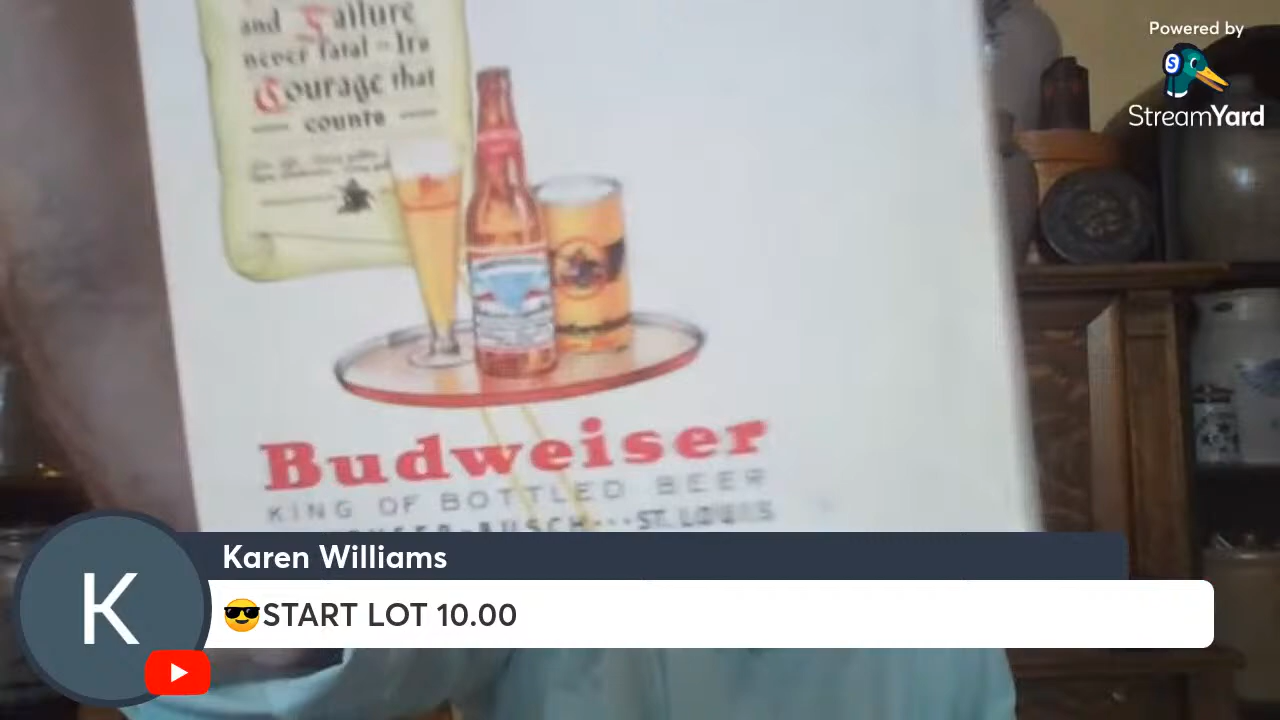 and Failure
never fatal - It's
Courage that
counts
Powered by
StreamYard
Budweiser
KING OF BOTTLED BEER
BUSCH---ST. LOUIS
Karen Williams
K
😎START LOT 10.00